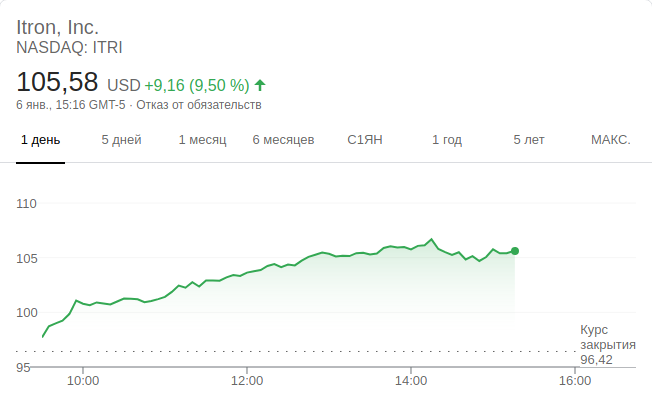 Itron, Inc.
NASDAQ: ITRI
105,58 USD +9,16 (9,50 %)
6 янв., 15:16 GMT-5 · Отказ от обязательств
1 день 5 дней 1 месяц 6 месяцев С1ЯН 1 год 5 лет МАКС.
110
105
100
95
Курс
закрытия
96,42
10:00 12:00 14:00 16:00